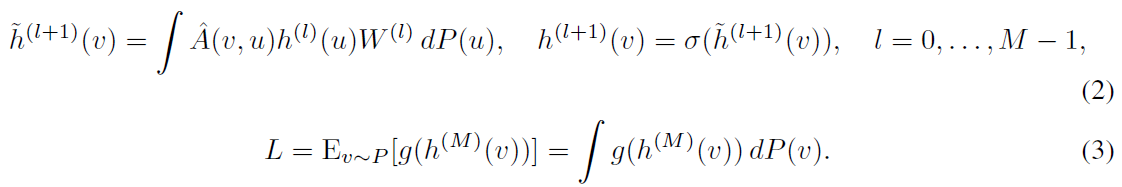 h̃^(l+1)(v) = ∫ Â(v, u)h^(l)(u)W^(l) dP(u),   h^(l+1)(v) = σ(h̃^(l+1)(v)),   l = 0, . . . , M − 1,
(2)
L = E_{v∼P}[g(h^(M)(v))] = ∫ g(h^(M)(v)) dP(v).   (3)